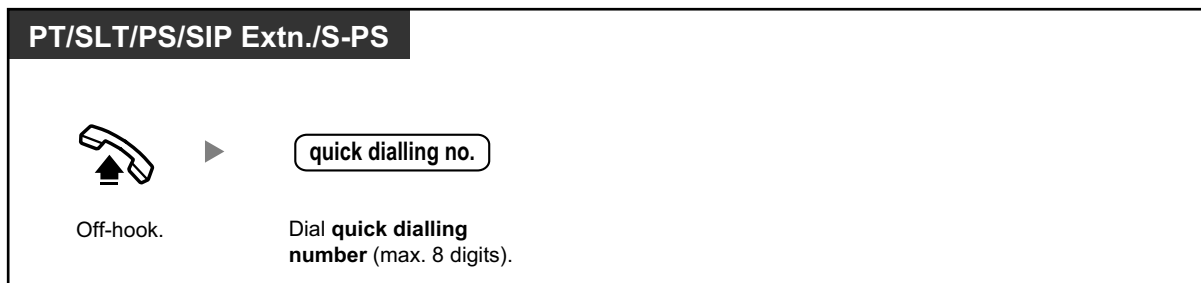 PT/SLT/PS/SIP Extn./S-PS
quick dialling no.
Off-hook.
Dial quick dialling
number (max. 8 digits).